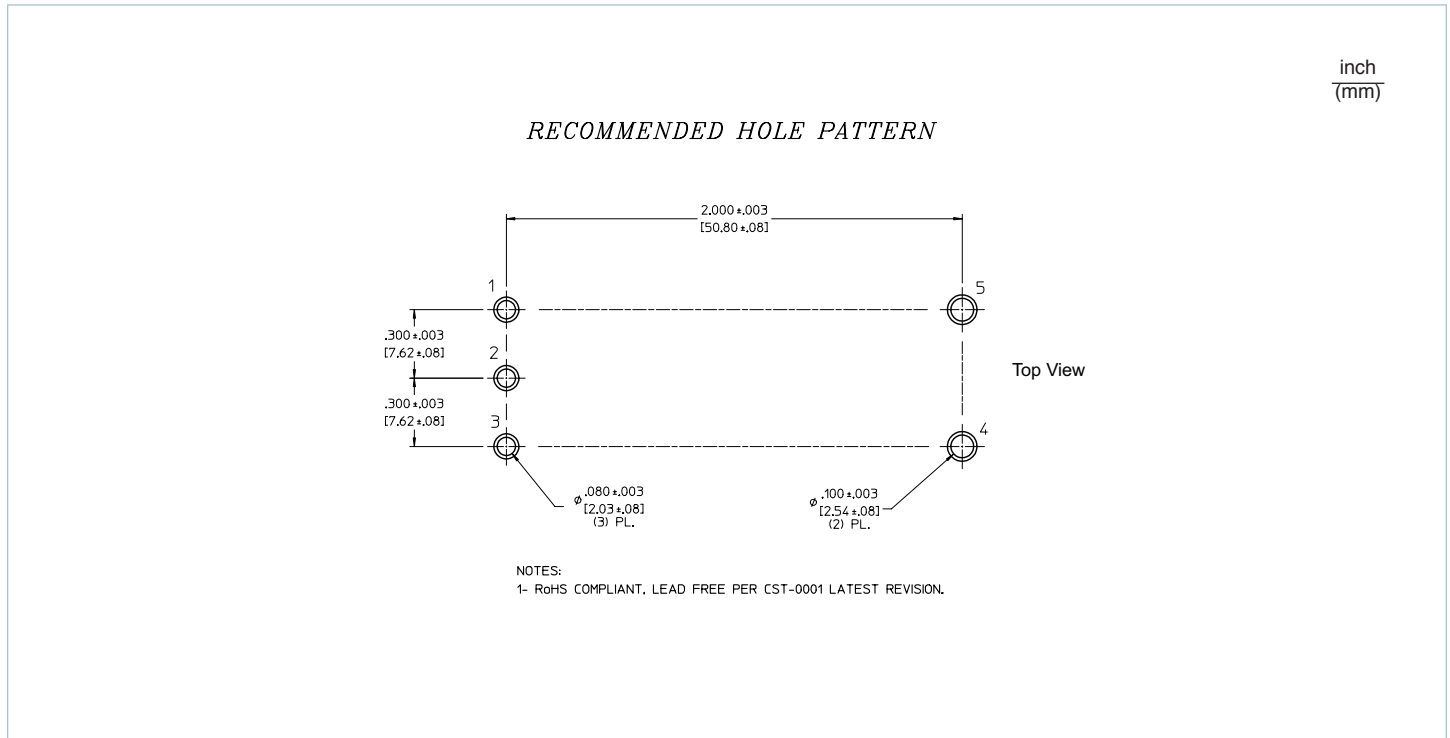 inch
(mm)
RECOMMENDED HOLE PATTERN
2.000±.003
[50.80±.08]
1
5
.300±.003
[7.62±.08]
2
Top View
.300±.003
[7.62±.08]
3
4
⌀.080±.003
[2.03±.08]
(3) PL.
⌀.100±.003
[2.54±.08]
(2) PL.
NOTES:
1- RoHS COMPLIANT, LEAD FREE PER CST-0001 LATEST REVISION.